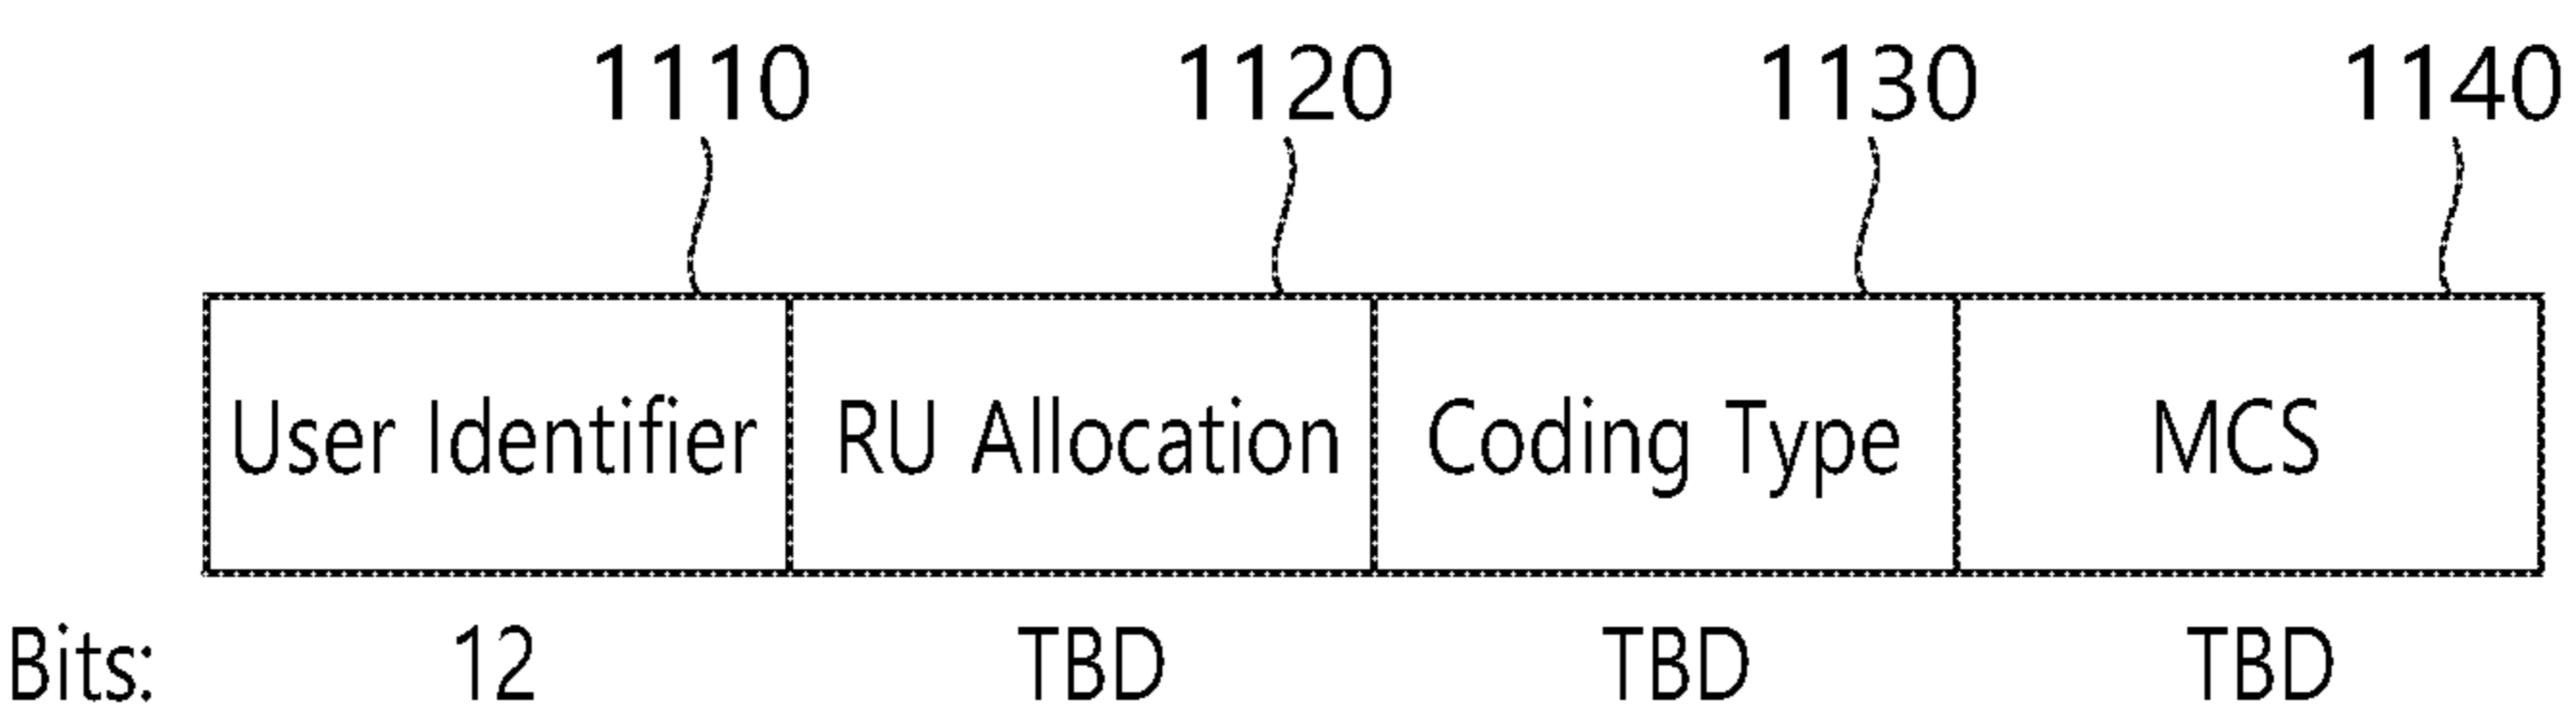 1110 1120 1130 1140
User Identifier RU Allocation Coding Type MCS
Bits: 12 TBD TBD TBD